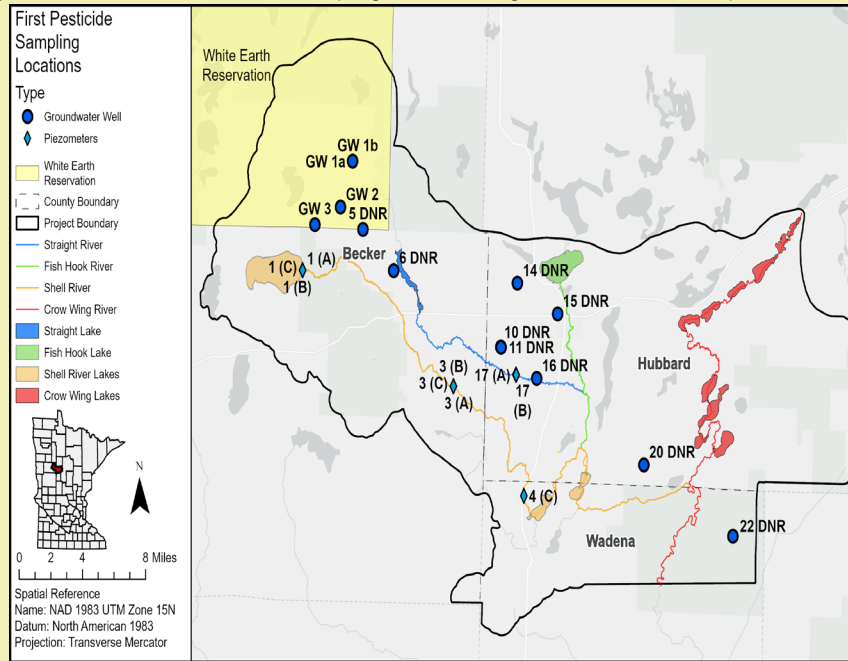 First Pesticide
Sampling
Locations
Type
Groundwater Well
Piezometers
White Earth
Reservation
County Boundary
Project Boundary
Straight River
Fish Hook River
Shell River
Crow Wing River
Straight Lake
Fish Hook Lake
Shell River Lakes
Crow Wing Lakes
N
0 2 4 8 Miles
Spatial Reference
Name: NAD 1983 UTM Zone 15N
Datum: North American 1983
Projection: Transverse Mercator
White Earth
Reservation
GW 1b
GW 1a
GW 2
GW 3
5 DNR
Becker
1 (A)
1 (C)
1 (B)
6 DNR
14 DNR
15 DNR
10 DNR
11 DNR
3 (B)
3 (C)
3 (A)
17 (A)
16 DNR
17
(B)
Hubbard
20 DNR
4 (C)
22 DNR
Wadena